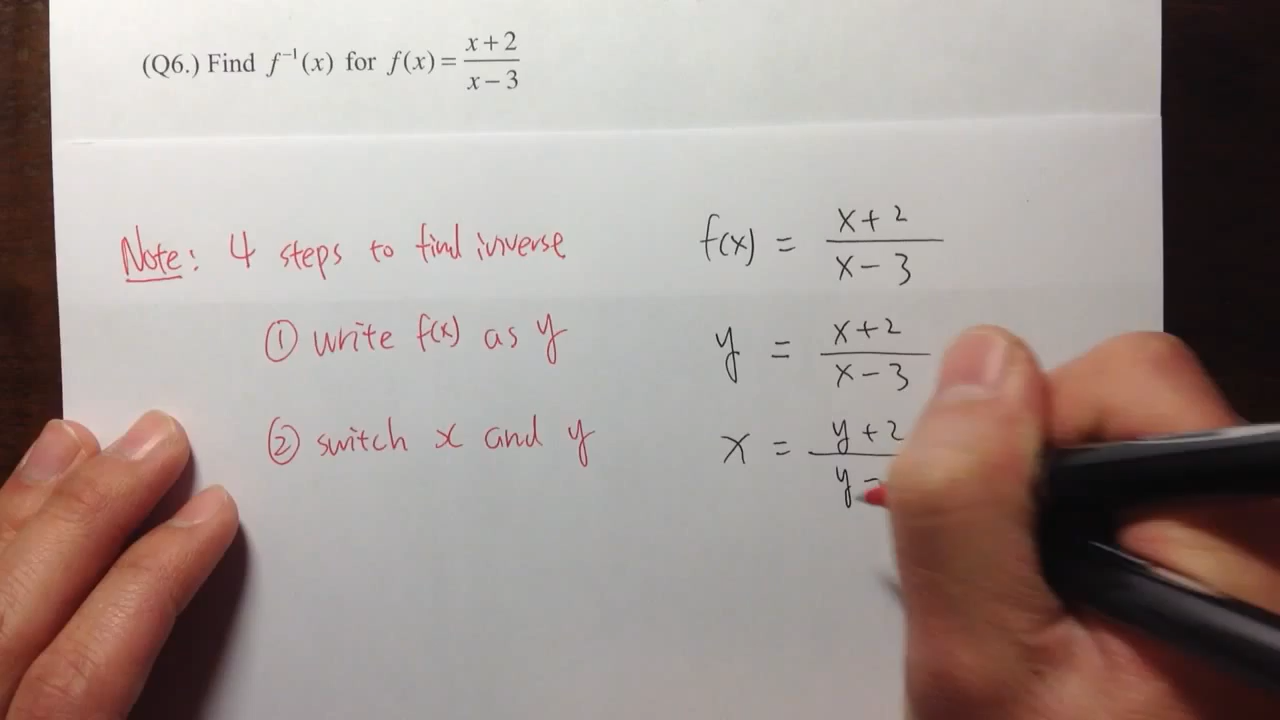 (Q6.) Find f⁻¹(x) for f(x) = x+2 / x−3
Note: 4 steps to find inverse
f(x) = x+2 / x−3
① write f(x) as y
y = x+2 / x−3
② switch x and y
x = y+2 / y−